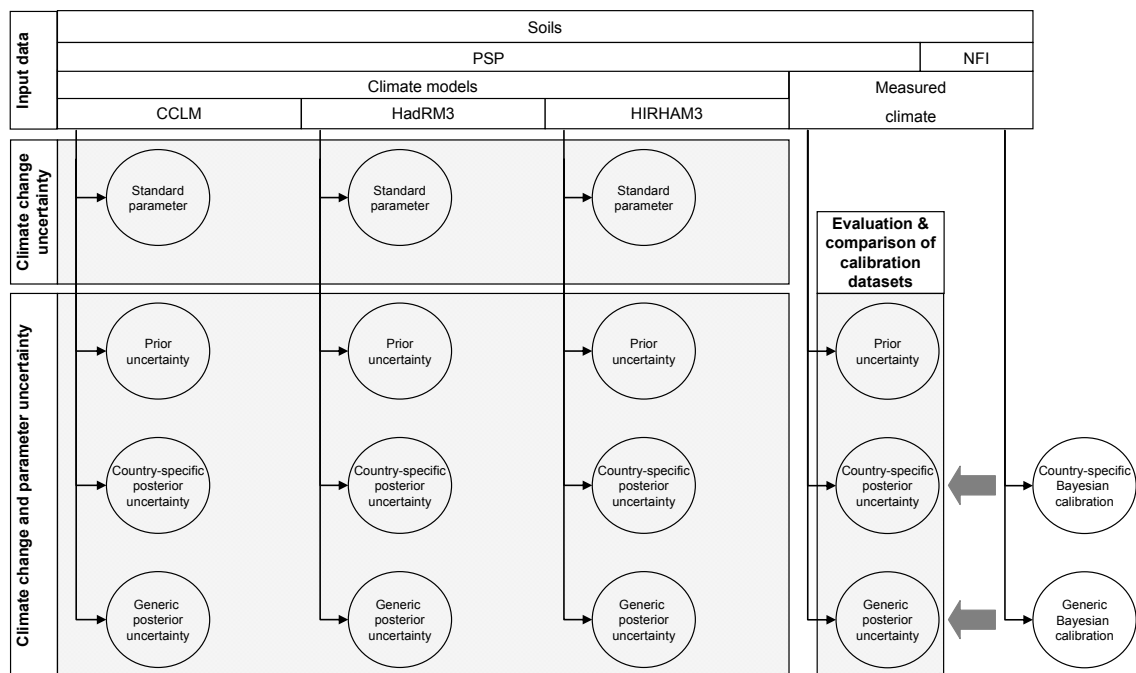 Input data
Soils
PSP
NFI
Climate models
Measured
climate
CCLM
HadRM3
HIRHAM3
Climate change
uncertainty
Standard
parameter
Standard
parameter
Standard
parameter
Evaluation &
comparison of
calibration
datasets
Climate change and parameter uncertainty
Prior
uncertainty
Prior
uncertainty
Prior
uncertainty
Prior
uncertainty
Country-specific
posterior
uncertainty
Country-specific
posterior
uncertainty
Country-specific
posterior
uncertainty
Country-specific
posterior
uncertainty
Country-specific
Bayesian
calibration
Generic
posterior
uncertainty
Generic
posterior
uncertainty
Generic
posterior
uncertainty
Generic
posterior
uncertainty
Generic
Bayesian
calibration